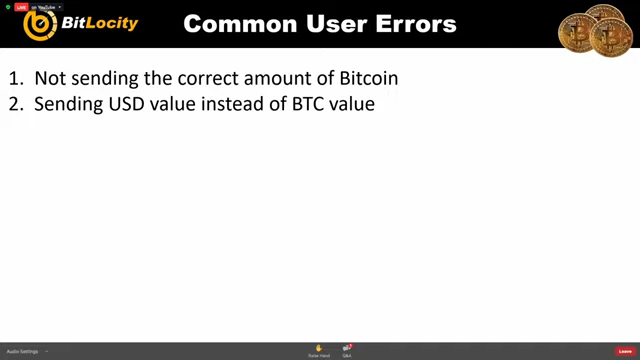 LIVE on YouTube
BitLocity
Common User Errors
1. Not sending the correct amount of Bitcoin
2. Sending USD value instead of BTC value
Audio Settings
Raise Hand
Q&A
Leave